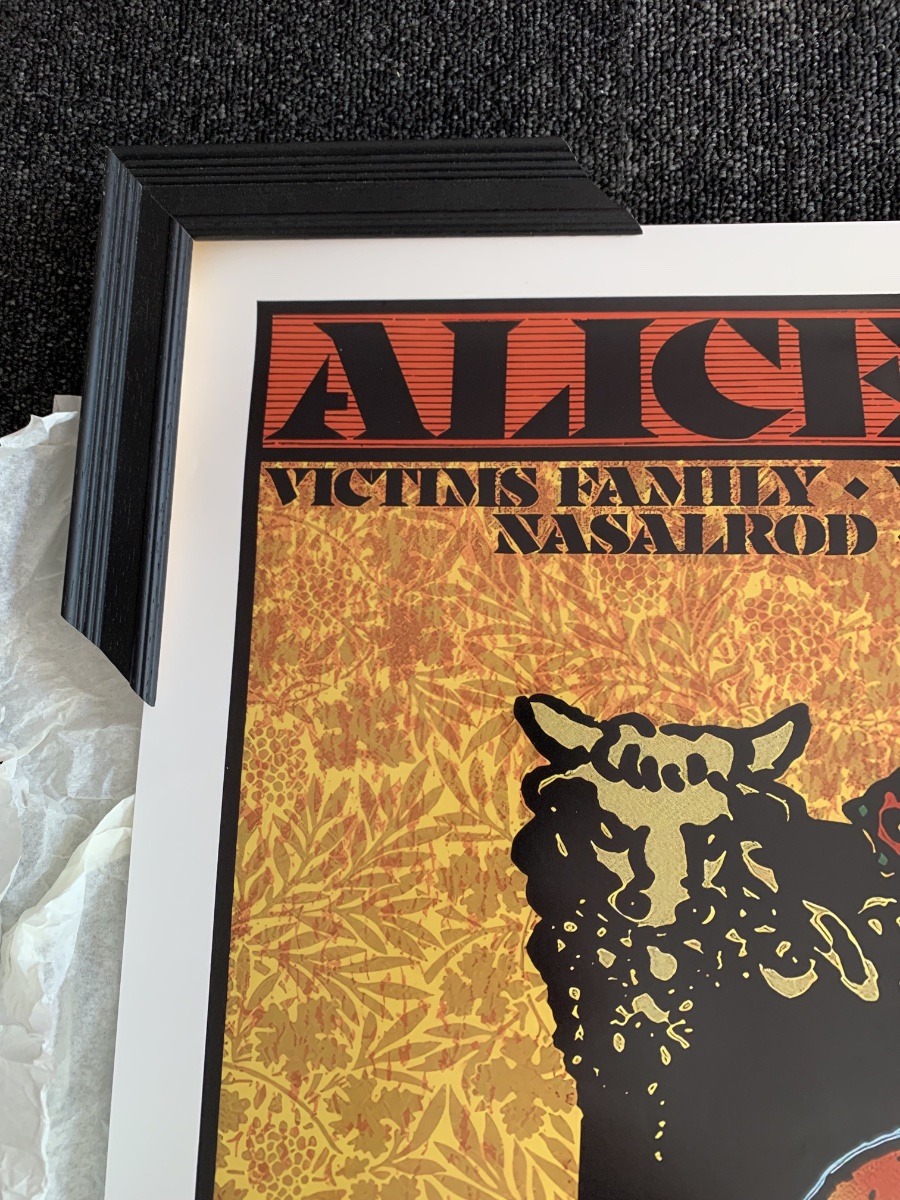 ALICE
VICTIMS FAMILY ◆
NASALROD